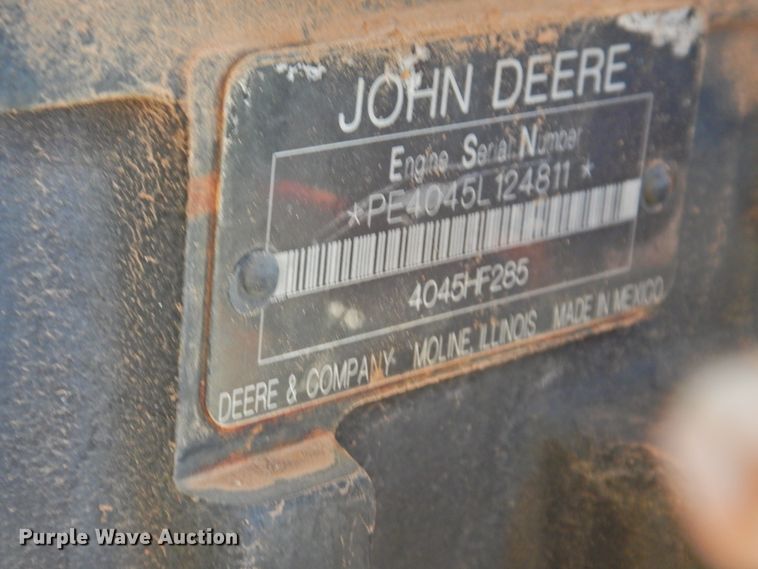 JOHN DEERE
Engine Serial Number
*PE4045L124811*
4045HF285
DEERE & COMPANY MOLINE, ILLINOIS MADE IN MEXICO
Purple Wave Auction